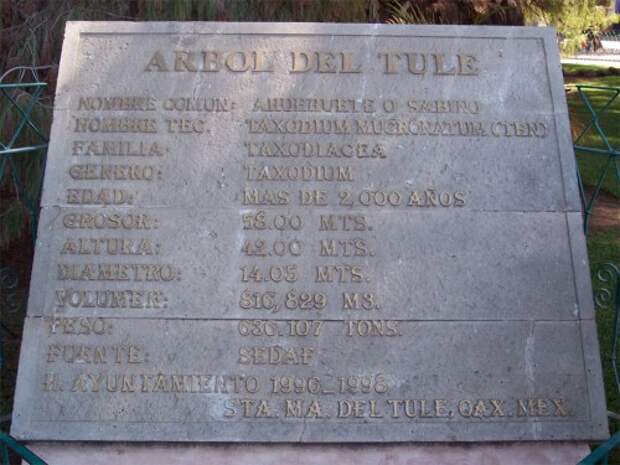 ARBOL DEL TULE
NOMBRE COMUN: AHUEHUETE O SABINO
NOMBRE TEC. TAXODIUM MUCRONATUM (TEN)
FAMILIA: TAXODIACEA
GENERO: TAXODIUM
EDAD: MAS DE 2,000 AÑOS
GROSOR: 58.00 MTS.
ALTURA: 42.00 MTS.
DIAMETRO: 14.05 MTS.
VOLUMEN: 816,829 M3.
PESO: 636.107 TONS.
FUENTE: SEDAF
H. AYUNTAMIENTO 1996_1998
STA. MA. DEL TULE, OAX. MEX.